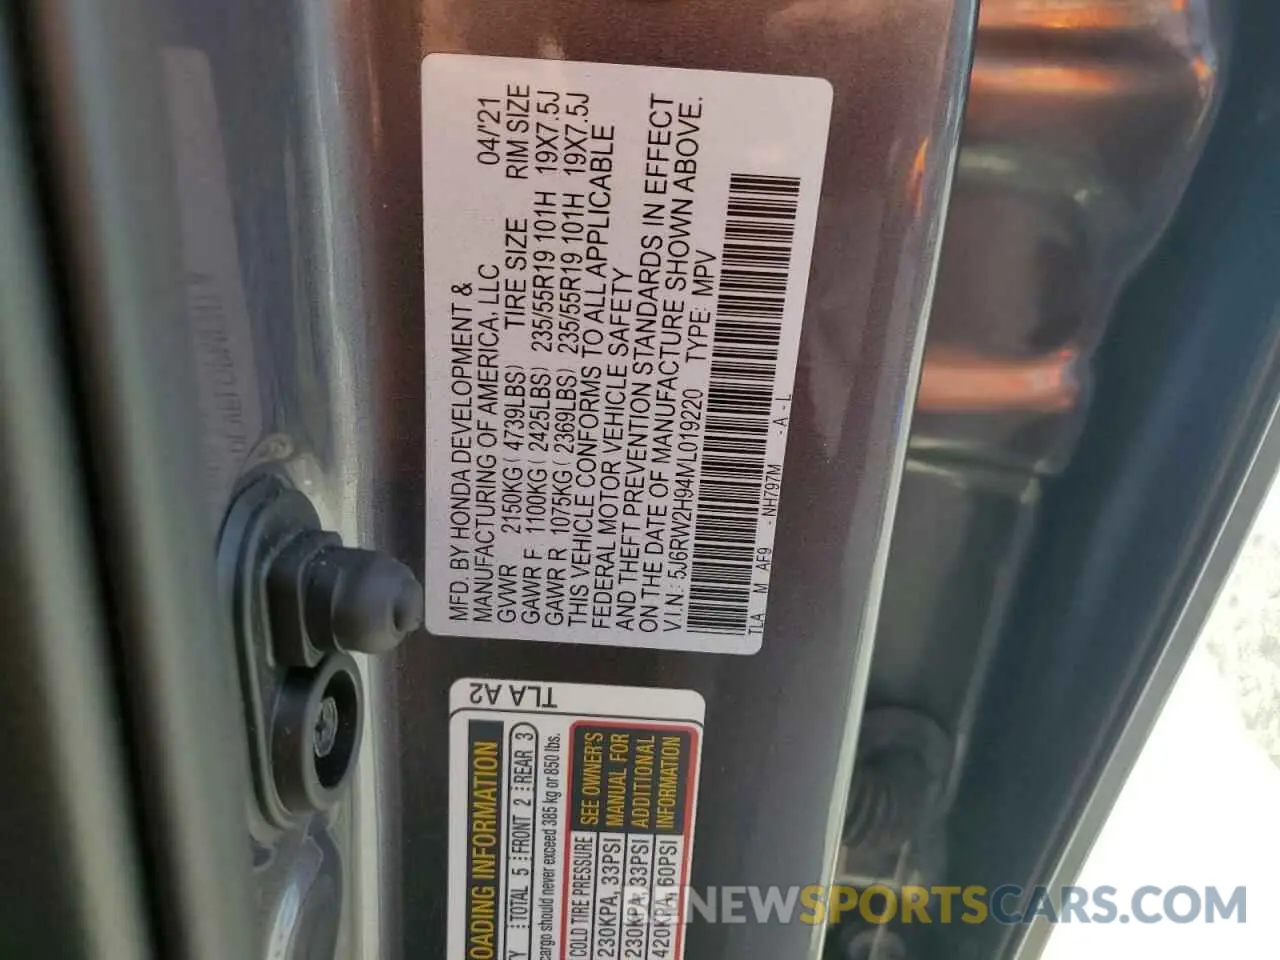 MFD. BY HONDA DEVELOPMENT &
MANUFACTURING OF AMERICA, LLC 04/'21
GVWR 2150KG ( 4739LBS) TIRE SIZE RIM SIZE
GAWR F 1100KG ( 2425LBS) 235/55R19 101H 19X7.5J
GAWR R 1075KG ( 2369LBS) 235/55R19 101H 19X7.5J
THIS VEHICLE CONFORMS TO ALL APPLICABLE
FEDERAL MOTOR VEHICLE SAFETY
AND THEFT PREVENTION STANDARDS IN EFFECT
ON THE DATE OF MANUFACTURE SHOWN ABOVE.
V.I.N.: 5J6RW2H94ML019220 TYPE: MPV
TLA M AF9 - NH797M - A - L
TLA A2
OADING INFORMATION
TY TOTAL 5 FRONT 2 REAR 3
cargo should never exceed 385 kg or 850 lbs.
COLD TIRE PRESSURE
230KPA, 33PSI
230KPA, 33PSI
420KPA, 60PSI
SEE OWNER'S
MANUAL FOR
ADDITIONAL
INFORMATION
RENEWSPORTSCARS.COM